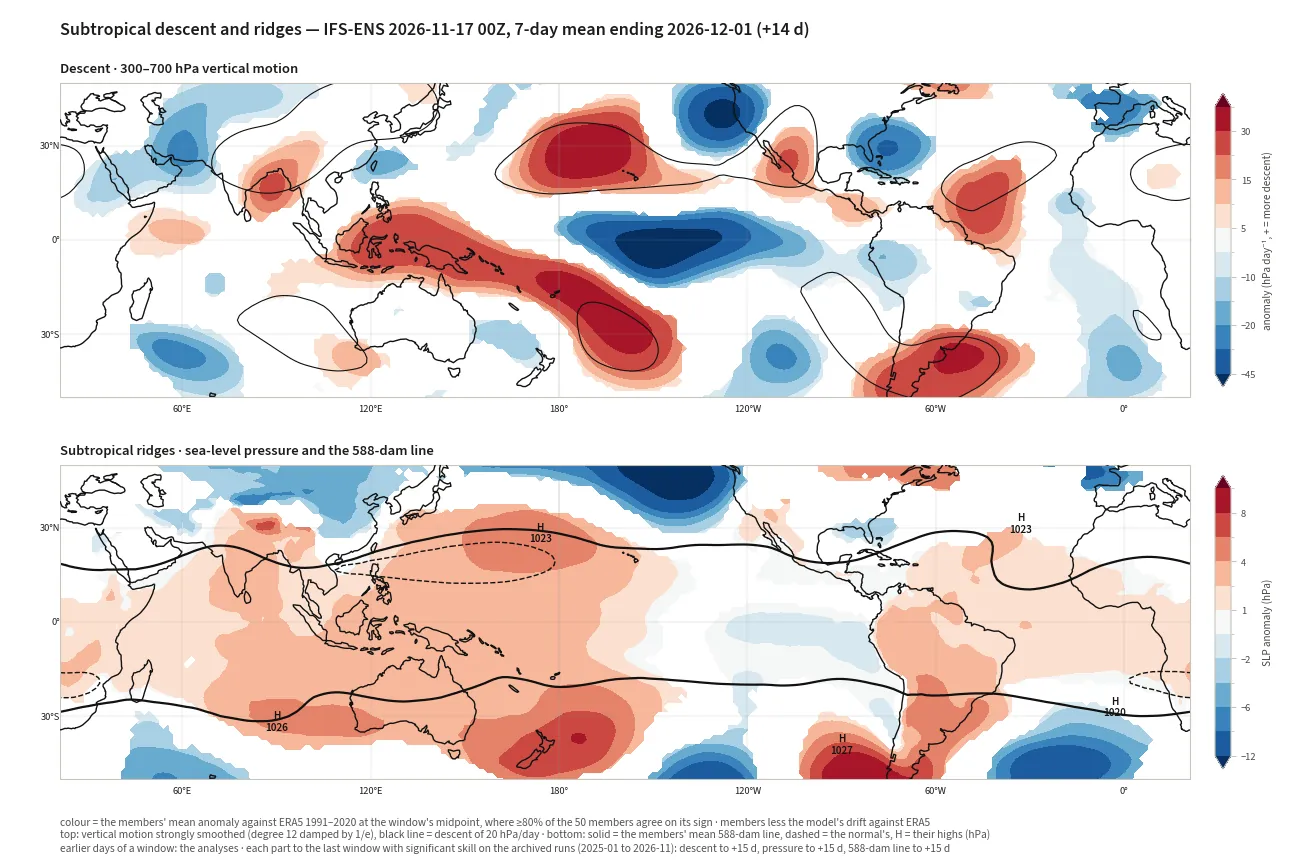 Subtropical descent and ridges — IFS-ENS 2026-11-17 00Z, 7-day mean ending 2026-12-01 (+14 d)
Descent · 300–700 hPa vertical motion
30°N
0°
30°S
60°E
120°E
180°
120°W
60°W
0°
30
15
5
−10
−20
−45
anomaly (hPa day⁻¹, + = more descent)
Subtropical ridges · sea-level pressure and the 588-dam line
30°N
0°
30°S
H
1023
H
1023
H
1026
H
1027
H
1020
60°E
120°E
180°
120°W
60°W
0°
8
4
1
−2
−6
−12
SLP anomaly (hPa)
colour = the members' mean anomaly against ERA5 1991–2020 at the window's midpoint, where ≥80% of the 50 members agree on its sign · members less the model's drift against ERA5
top: vertical motion strongly smoothed (degree 12 damped by 1/e), black line = descent of 20 hPa/day · bottom: solid = the members' mean 588-dam line, dashed = the normal's, H = their highs (hPa)
earlier days of a window: the analyses · each part to the last window with significant skill on the archived runs (2025-01 to 2026-11): descent to +15 d, pressure to +15 d, 588-dam line to +15 d